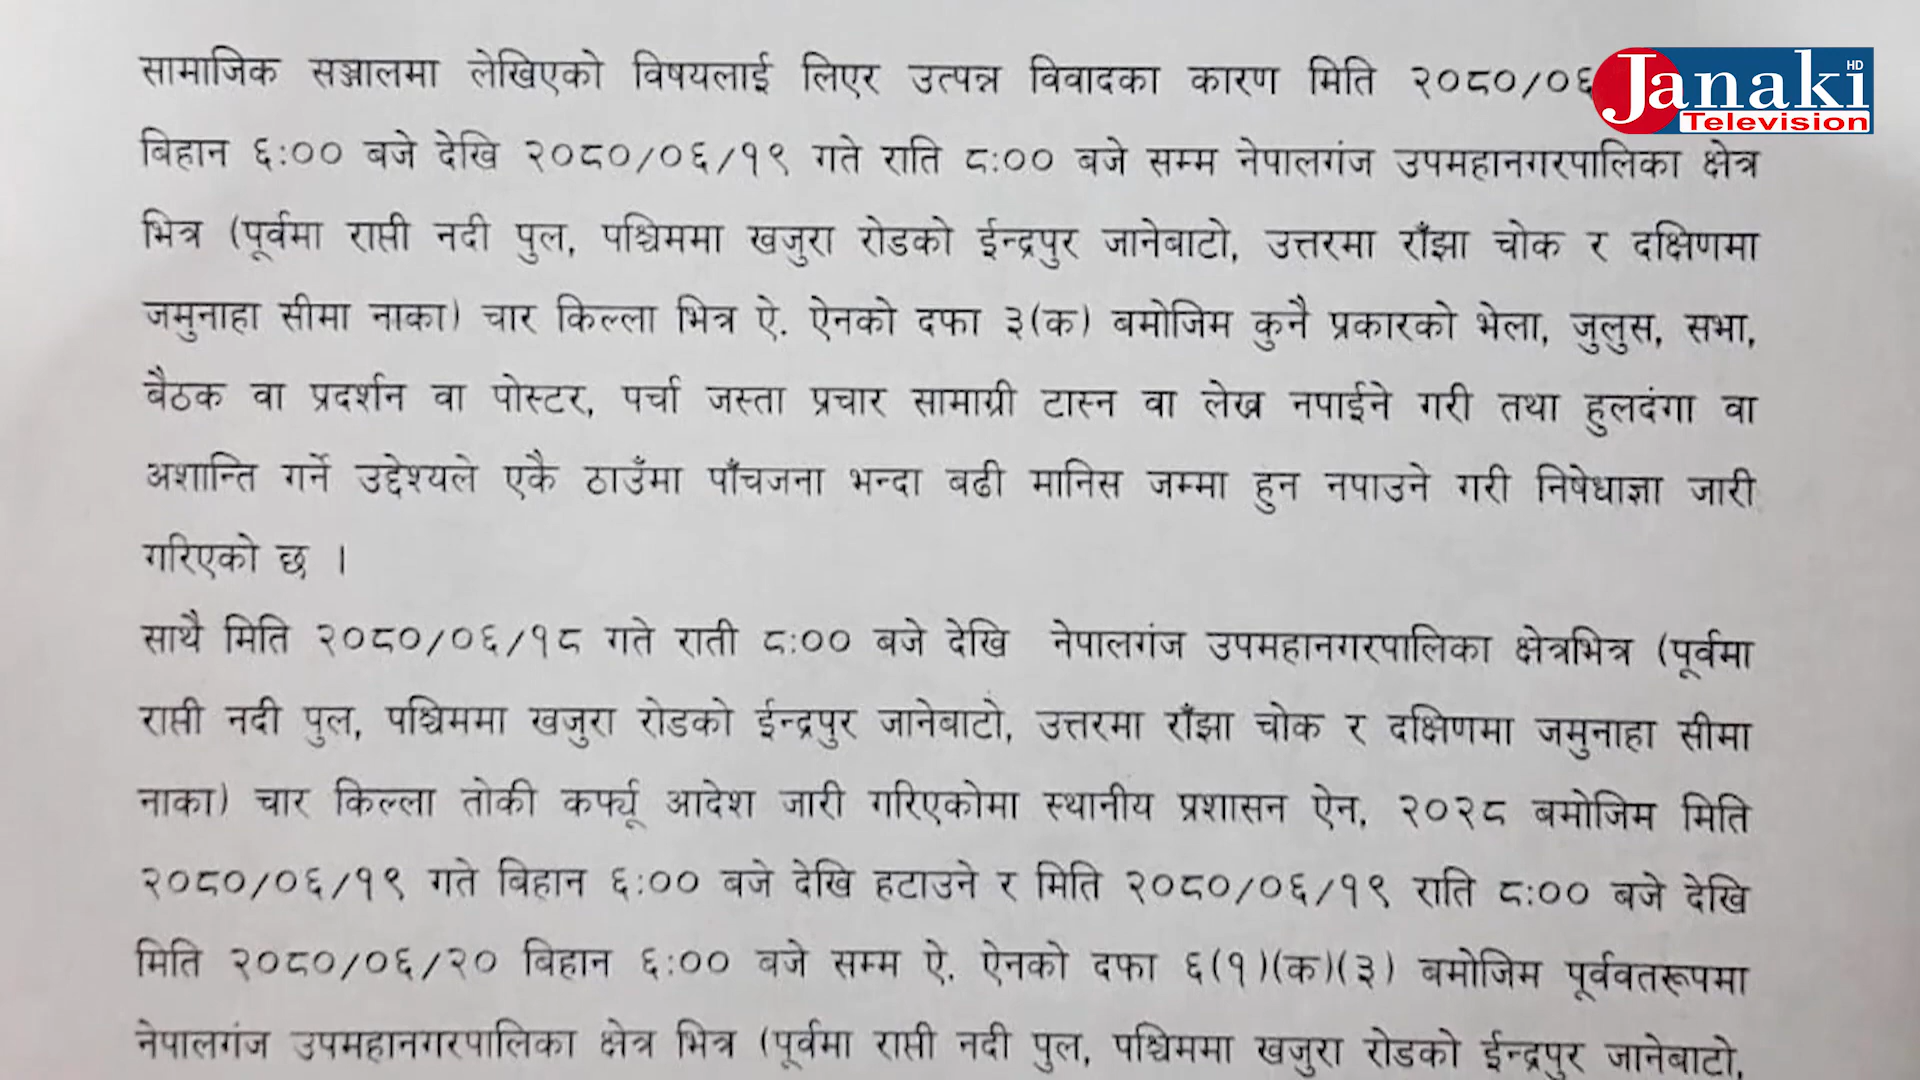 सामाजिक सञ्जालमा लेखिएको विषयलाई लिएर उत्पन्न विवादका कारण मिति २०८०/०६
Janaki HD
Television
बिहान ६:०० बजे देखि २०८०/०६/१९ गते राति ८:०० बजे सम्म नेपालगंज उपमहानगरपालिका क्षेत्र
भित्र (पूर्वमा राप्ती नदी पुल, पश्चिममा खजुरा रोडको ईन्द्रपुर जानेबाटो, उत्तरमा राँझा चोक र दक्षिणमा
जमुनाहा सीमा नाका) चार किल्ला भित्र ऐ. ऐनको दफा ३(क) बमोजिम कुनै प्रकारको भेला, जुलुस, सभा,
बैठक वा प्रदर्शन वा पोस्टर, पर्चा जस्ता प्रचार सामाग्री टास्न वा लेख्न नपाईने गरी तथा हुलदंगा वा
अशान्ति गर्ने उद्देश्यले एकै ठाउँमा पाँचजना भन्दा बढी मानिस जम्मा हुन नपाउने गरी निषेधाज्ञा जारी
गरिएको छ ।
साथै मिति २०८०/०६/१८ गते राती ८:०० बजे देखि नेपालगंज उपमहानगरपालिका क्षेत्रभित्र (पूर्वमा
राप्ती नदी पुल, पश्चिममा खजुरा रोडको ईन्द्रपुर जानेबाटो, उत्तरमा राँझा चोक र दक्षिणमा जमुनाहा सीमा
नाका) चार किल्ला तोकी कर्फ्यू आदेश जारी गरिएकोमा स्थानीय प्रशासन ऐन, २०२८ बमोजिम मिति
२०८०/०६/१९ गते बिहान ६:०० बजे देखि हटाउने र मिति २०८०/०६/१९ राति ८:०० बजे देखि
मिति २०८०/०६/२० बिहान ६:०० बजे सम्म ऐ. ऐनको दफा ६(१)(क)(३) बमोजिम पूर्ववतरूपमा
नेपालगंज उपमहानगरपालिका क्षेत्र भित्र (पूर्वमा राप्ती नदी पुल, पश्चिममा खजुरा रोडको ईन्द्रपुर जानेबाटो,